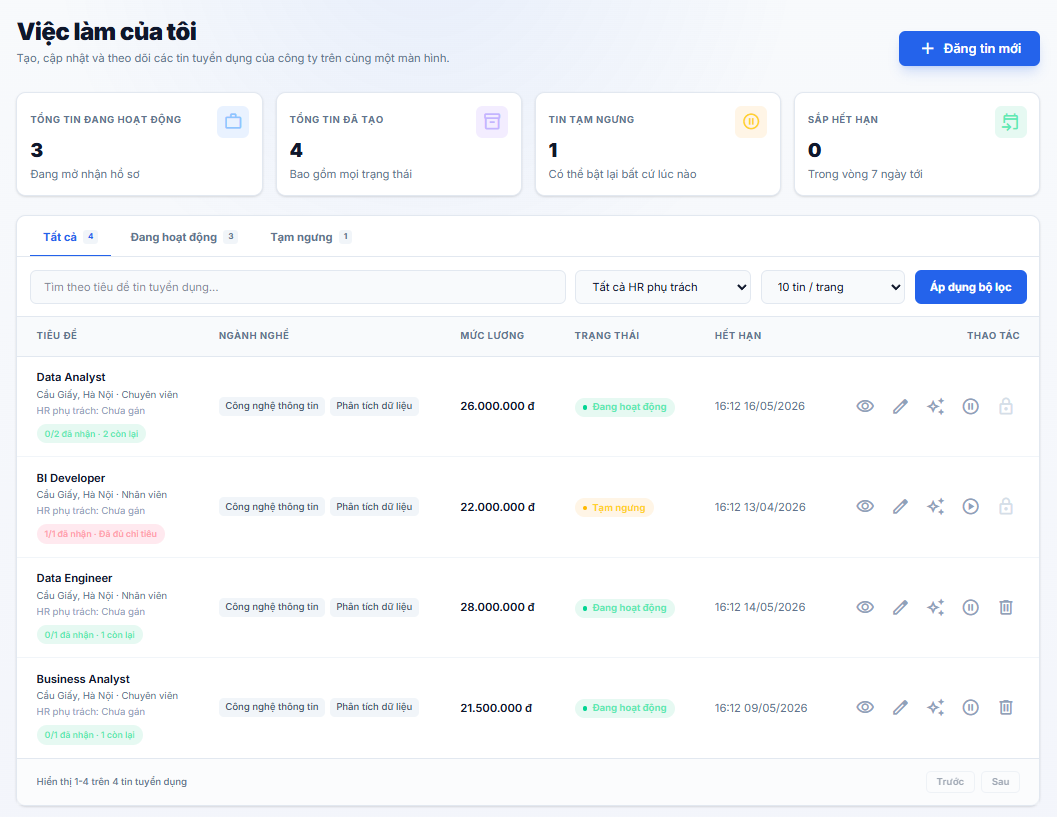 Việc làm của tôi
Tạo, cập nhật và theo dõi các tin tuyển dụng của công ty trên cùng một màn hình.
Đăng tin mới
TỔNG TIN ĐANG HOẠT ĐỘNG
3
Đang mở nhận hồ sơ
TỔNG TIN ĐÃ TẠO
4
Bao gồm mọi trạng thái
TIN TẠM NGƯNG
1
Có thể bật lại bất cứ lúc nào
SẮP HẾT HẠN
0
Trong vòng 7 ngày tới
Tất cả 4 Đang hoạt động 3 Tạm ngưng 1
Tìm theo tiêu đề tin tuyển dụng... Tất cả HR phụ trách 10 tin / trang Áp dụng bộ lọc
TIÊU ĐỀ NGÀNH NGHỀ MỨC LƯƠNG TRẠNG THÁI HẾT HẠN THAO TÁC
Data Analyst
Cầu Giấy, Hà Nội · Chuyên viên
HR phụ trách: Chưa gán
0/2 đã nhận · 2 còn lại
Công nghệ thông tin Phân tích dữ liệu 26.000.000 đ Đang hoạt động 16:12 16/05/2026
BI Developer
Cầu Giấy, Hà Nội · Nhân viên
HR phụ trách: Chưa gán
1/1 đã nhận · Đã đủ chỉ tiêu
Công nghệ thông tin Phân tích dữ liệu 22.000.000 đ Tạm ngưng 16:12 13/04/2026
Data Engineer
Cầu Giấy, Hà Nội · Nhân viên
HR phụ trách: Chưa gán
0/1 đã nhận · 1 còn lại
Công nghệ thông tin Phân tích dữ liệu 28.000.000 đ Đang hoạt động 16:12 14/05/2026
Business Analyst
Cầu Giấy, Hà Nội · Chuyên viên
HR phụ trách: Chưa gán
0/1 đã nhận · 1 còn lại
Công nghệ thông tin Phân tích dữ liệu 21.500.000 đ Đang hoạt động 16:12 09/05/2026
Hiển thị 1-4 trên 4 tin tuyển dụng Trước Sau